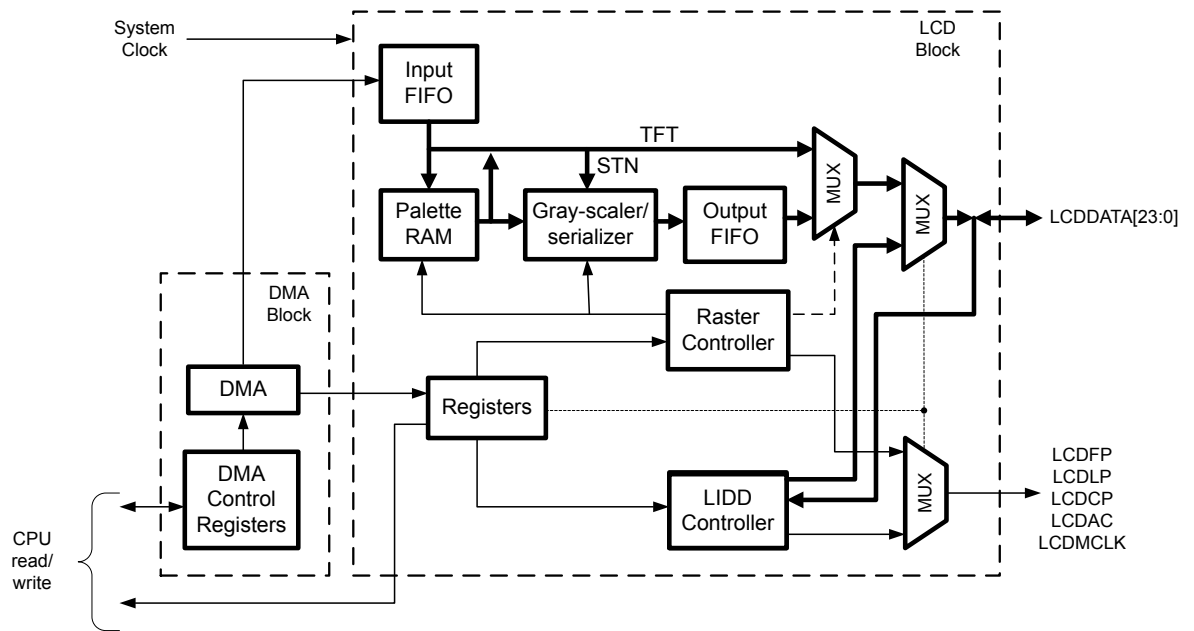 System
Clock
LCD
Block
Input
FIFO
TFT
STN
MUX
MUX
Palette
RAM
Gray-scaler/
serializer
Output
FIFO
LCDDATA[23:0]
DMA
Block
Raster
Controller
DMA
Registers
DMA
Control
Registers
LIDD
Controller
MUX
LCDFP
LCDLP
LCDCP
LCDAC
LCDMCLK
CPU
read/
write